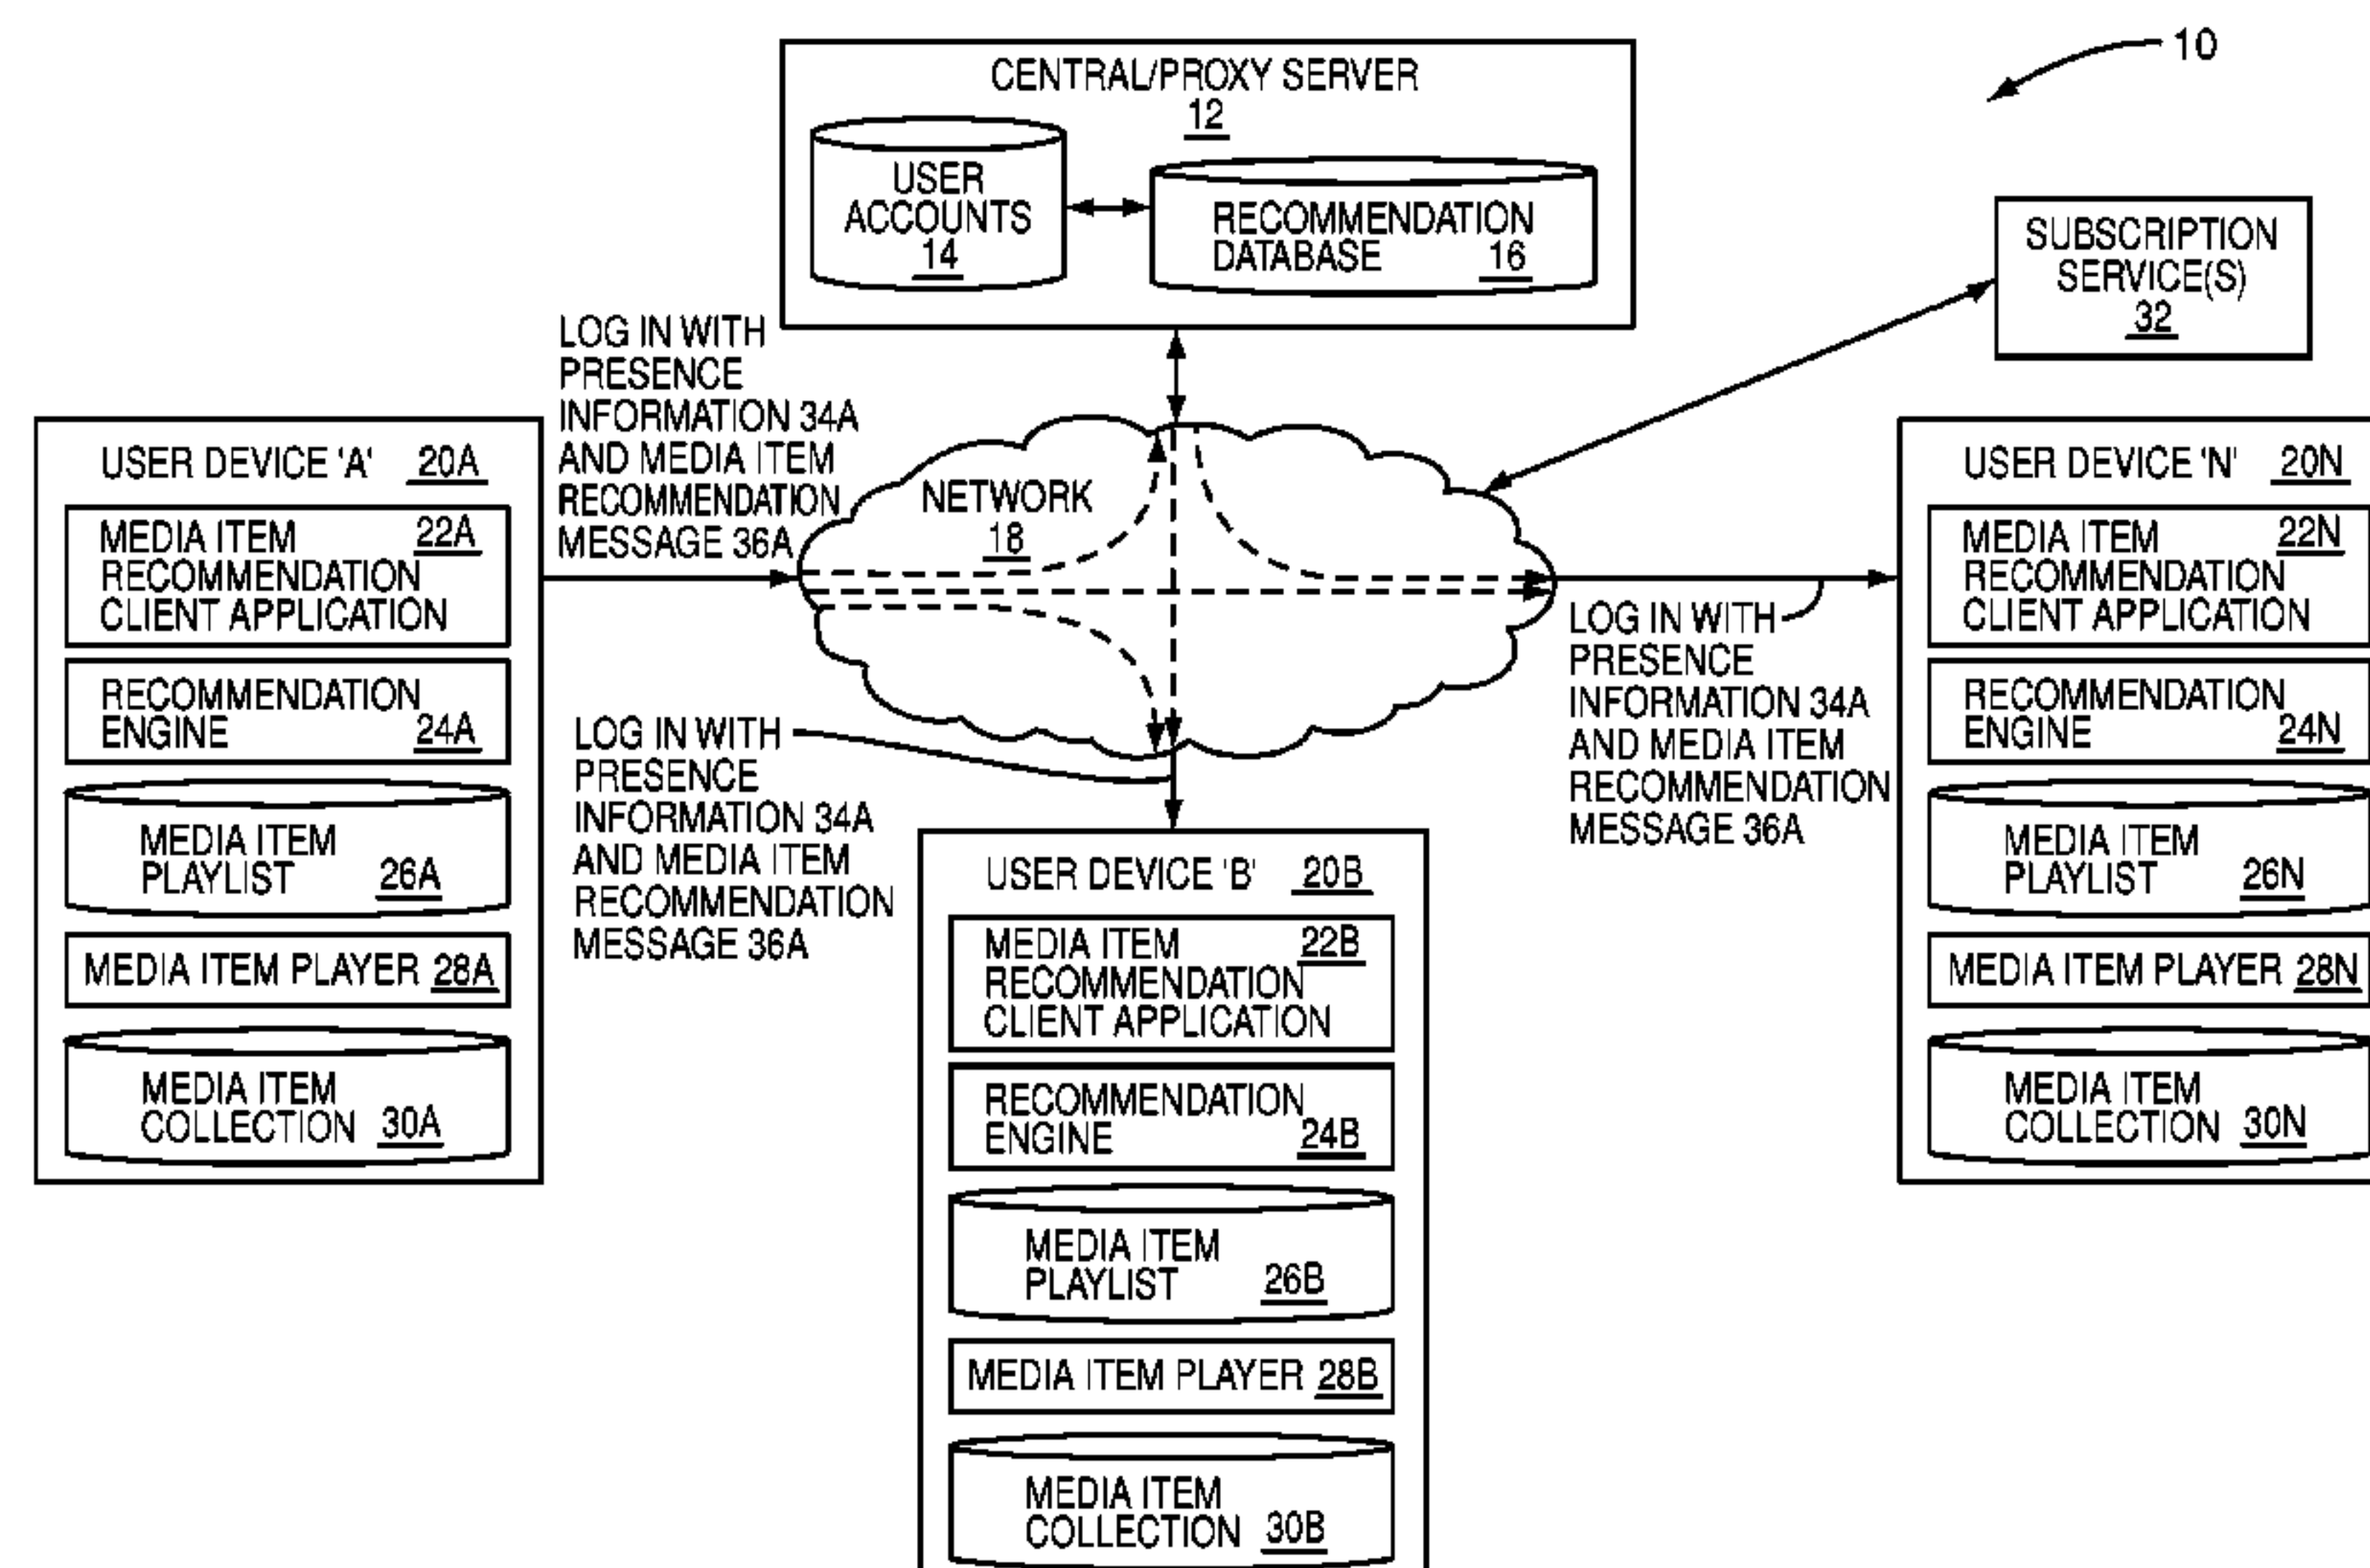 10
CENTRAL/PROXY SERVER
12
USER
ACCOUNTS
14
RECOMMENDATION
DATABASE 16
SUBSCRIPTION
SERVICE(S)
32
LOG IN WITH
PRESENCE
INFORMATION 34A
AND MEDIA ITEM
RECOMMENDATION
MESSAGE 36A
NETWORK
18
USER DEVICE 'A' 20A
MEDIA ITEM 22A
RECOMMENDATION
CLIENT APPLICATION
RECOMMENDATION
ENGINE 24A
MEDIA ITEM
PLAYLIST 26A
MEDIA ITEM PLAYER 28A
MEDIA ITEM
COLLECTION 30A
LOG IN WITH
PRESENCE
INFORMATION 34A
AND MEDIA ITEM
RECOMMENDATION
MESSAGE 36A
USER DEVICE 'B' 20B
MEDIA ITEM 22B
RECOMMENDATION
CLIENT APPLICATION
RECOMMENDATION
ENGINE 24B
MEDIA ITEM
PLAYLIST 26B
MEDIA ITEM PLAYER 28B
MEDIA ITEM
COLLECTION 30B
LOG IN WITH
PRESENCE
INFORMATION 34A
AND MEDIA ITEM
RECOMMENDATION
MESSAGE 36A
USER DEVICE 'N' 20N
MEDIA ITEM 22N
RECOMMENDATION
CLIENT APPLICATION
RECOMMENDATION
ENGINE 24N
MEDIA ITEM
PLAYLIST 26N
MEDIA ITEM PLAYER 28N
MEDIA ITEM
COLLECTION 30N